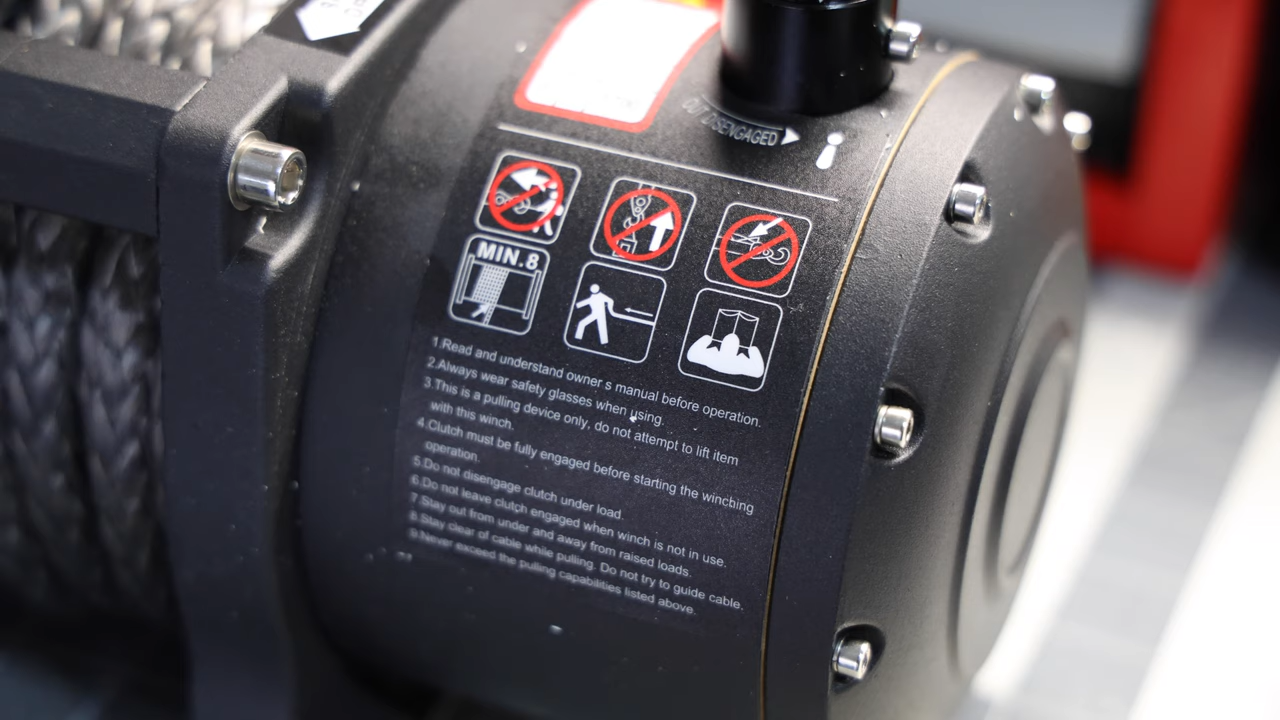 DISENGAGED
MIN.8
1.Read and understand owner s manual before operation.
2.Always wear safety glasses when using.
3.This is a pulling device only, do not attempt to lift item
with this winch.
4.Clutch must be fully engaged before starting the winching
operation.
5.Do not disengage clutch under load.
6.Do not leave clutch engaged when winch is not in use.
7.Stay out from under and away from raised loads.
8.Stay clear of cable while pulling. Do not try to guide cable.
9.Never exceed the pulling capabilities listed above.